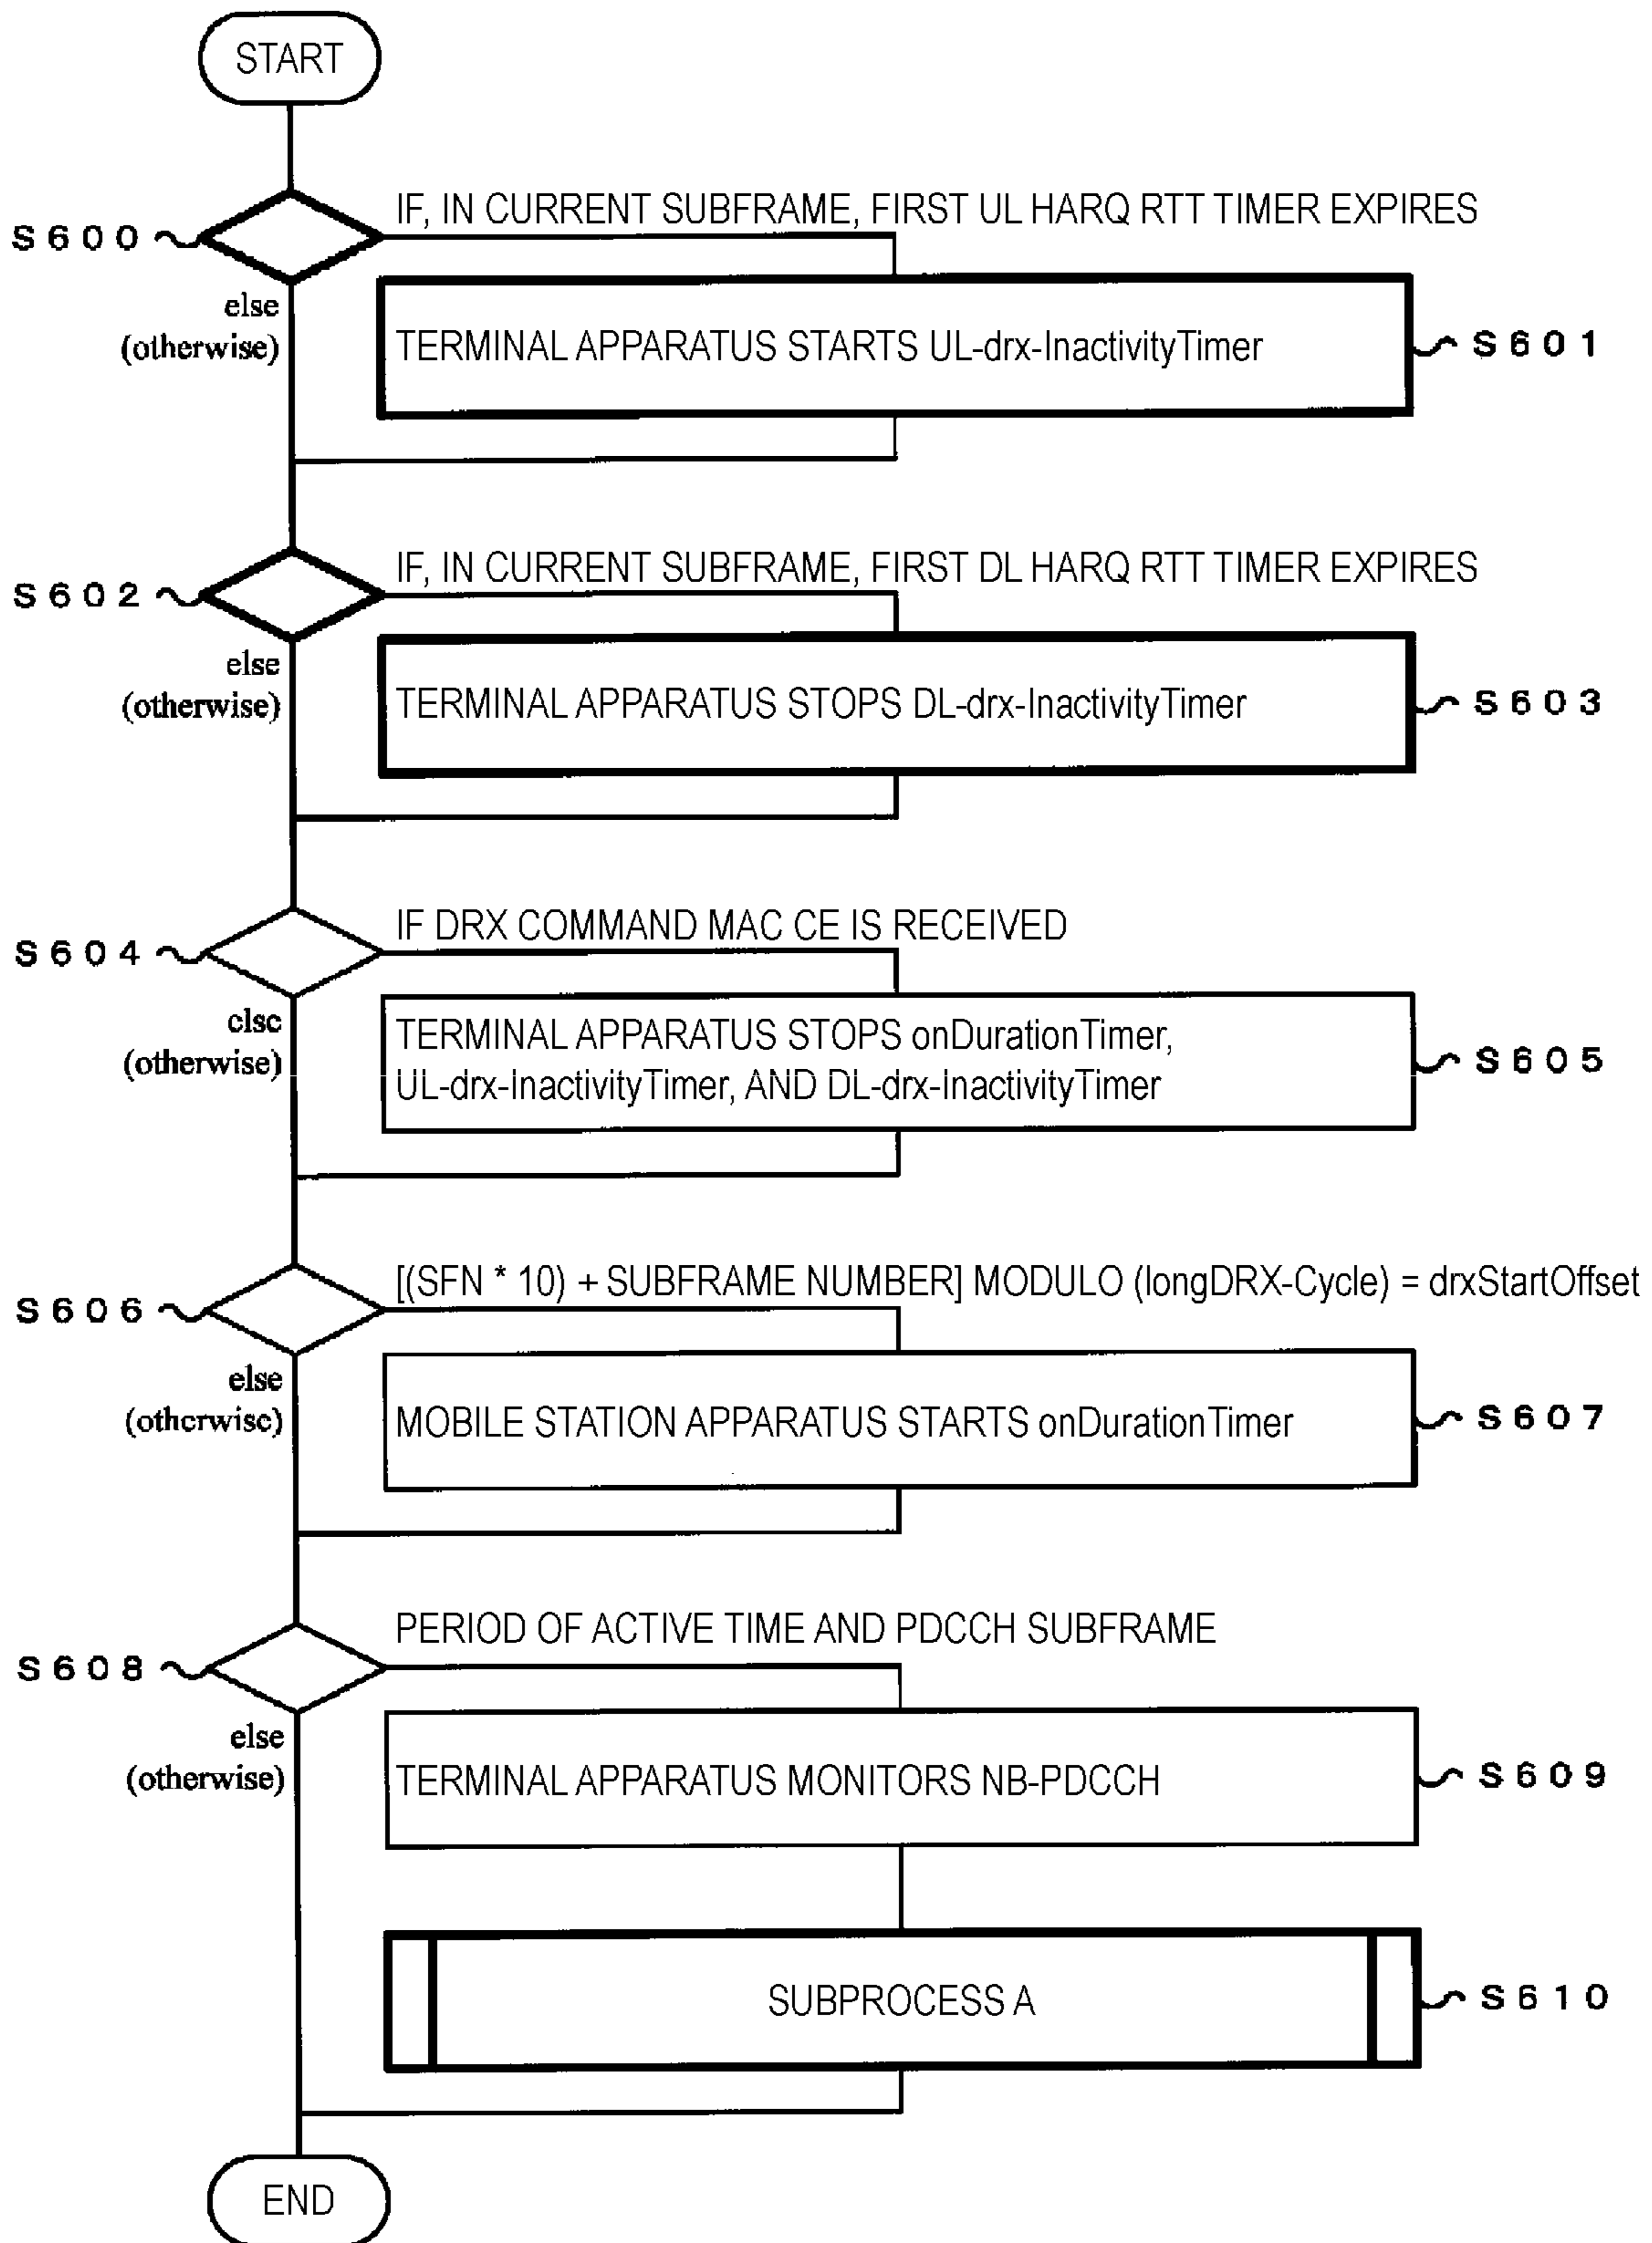 START
IF, IN CURRENT SUBFRAME, FIRST UL HARQ RTT TIMER EXPIRES
S600
else
(otherwise)
TERMINAL APPARATUS STARTS UL-drx-InactivityTimer
S601
IF, IN CURRENT SUBFRAME, FIRST DL HARQ RTT TIMER EXPIRES
S602
else
(otherwise)
TERMINAL APPARATUS STOPS DL-drx-InactivityTimer
S603
IF DRX COMMAND MAC CE IS RECEIVED
S604
else
(otherwise)
TERMINAL APPARATUS STOPS onDurationTimer,
UL-drx-InactivityTimer, AND DL-drx-InactivityTimer
S605
[(SFN * 10) + SUBFRAME NUMBER] MODULO (longDRX-Cycle) = drxStartOffset
S606
else
(otherwise)
MOBILE STATION APPARATUS STARTS onDurationTimer
S607
PERIOD OF ACTIVE TIME AND PDCCH SUBFRAME
S608
else
(otherwise)
TERMINAL APPARATUS MONITORS NB-PDCCH
S609
SUBPROCESS A
S610
END